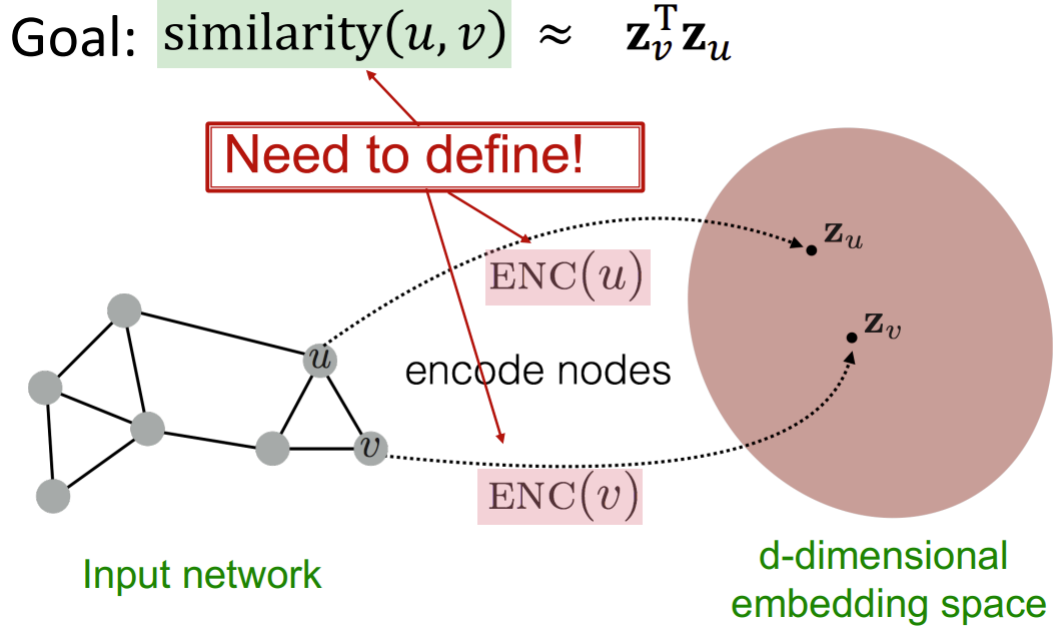 Goal: similarity(u, v) ≈ z_v^T z_u
Need to define!
z_u
ENC(u)
z_v
u
encode nodes
v
ENC(v)
Input network
d-dimensional
embedding space